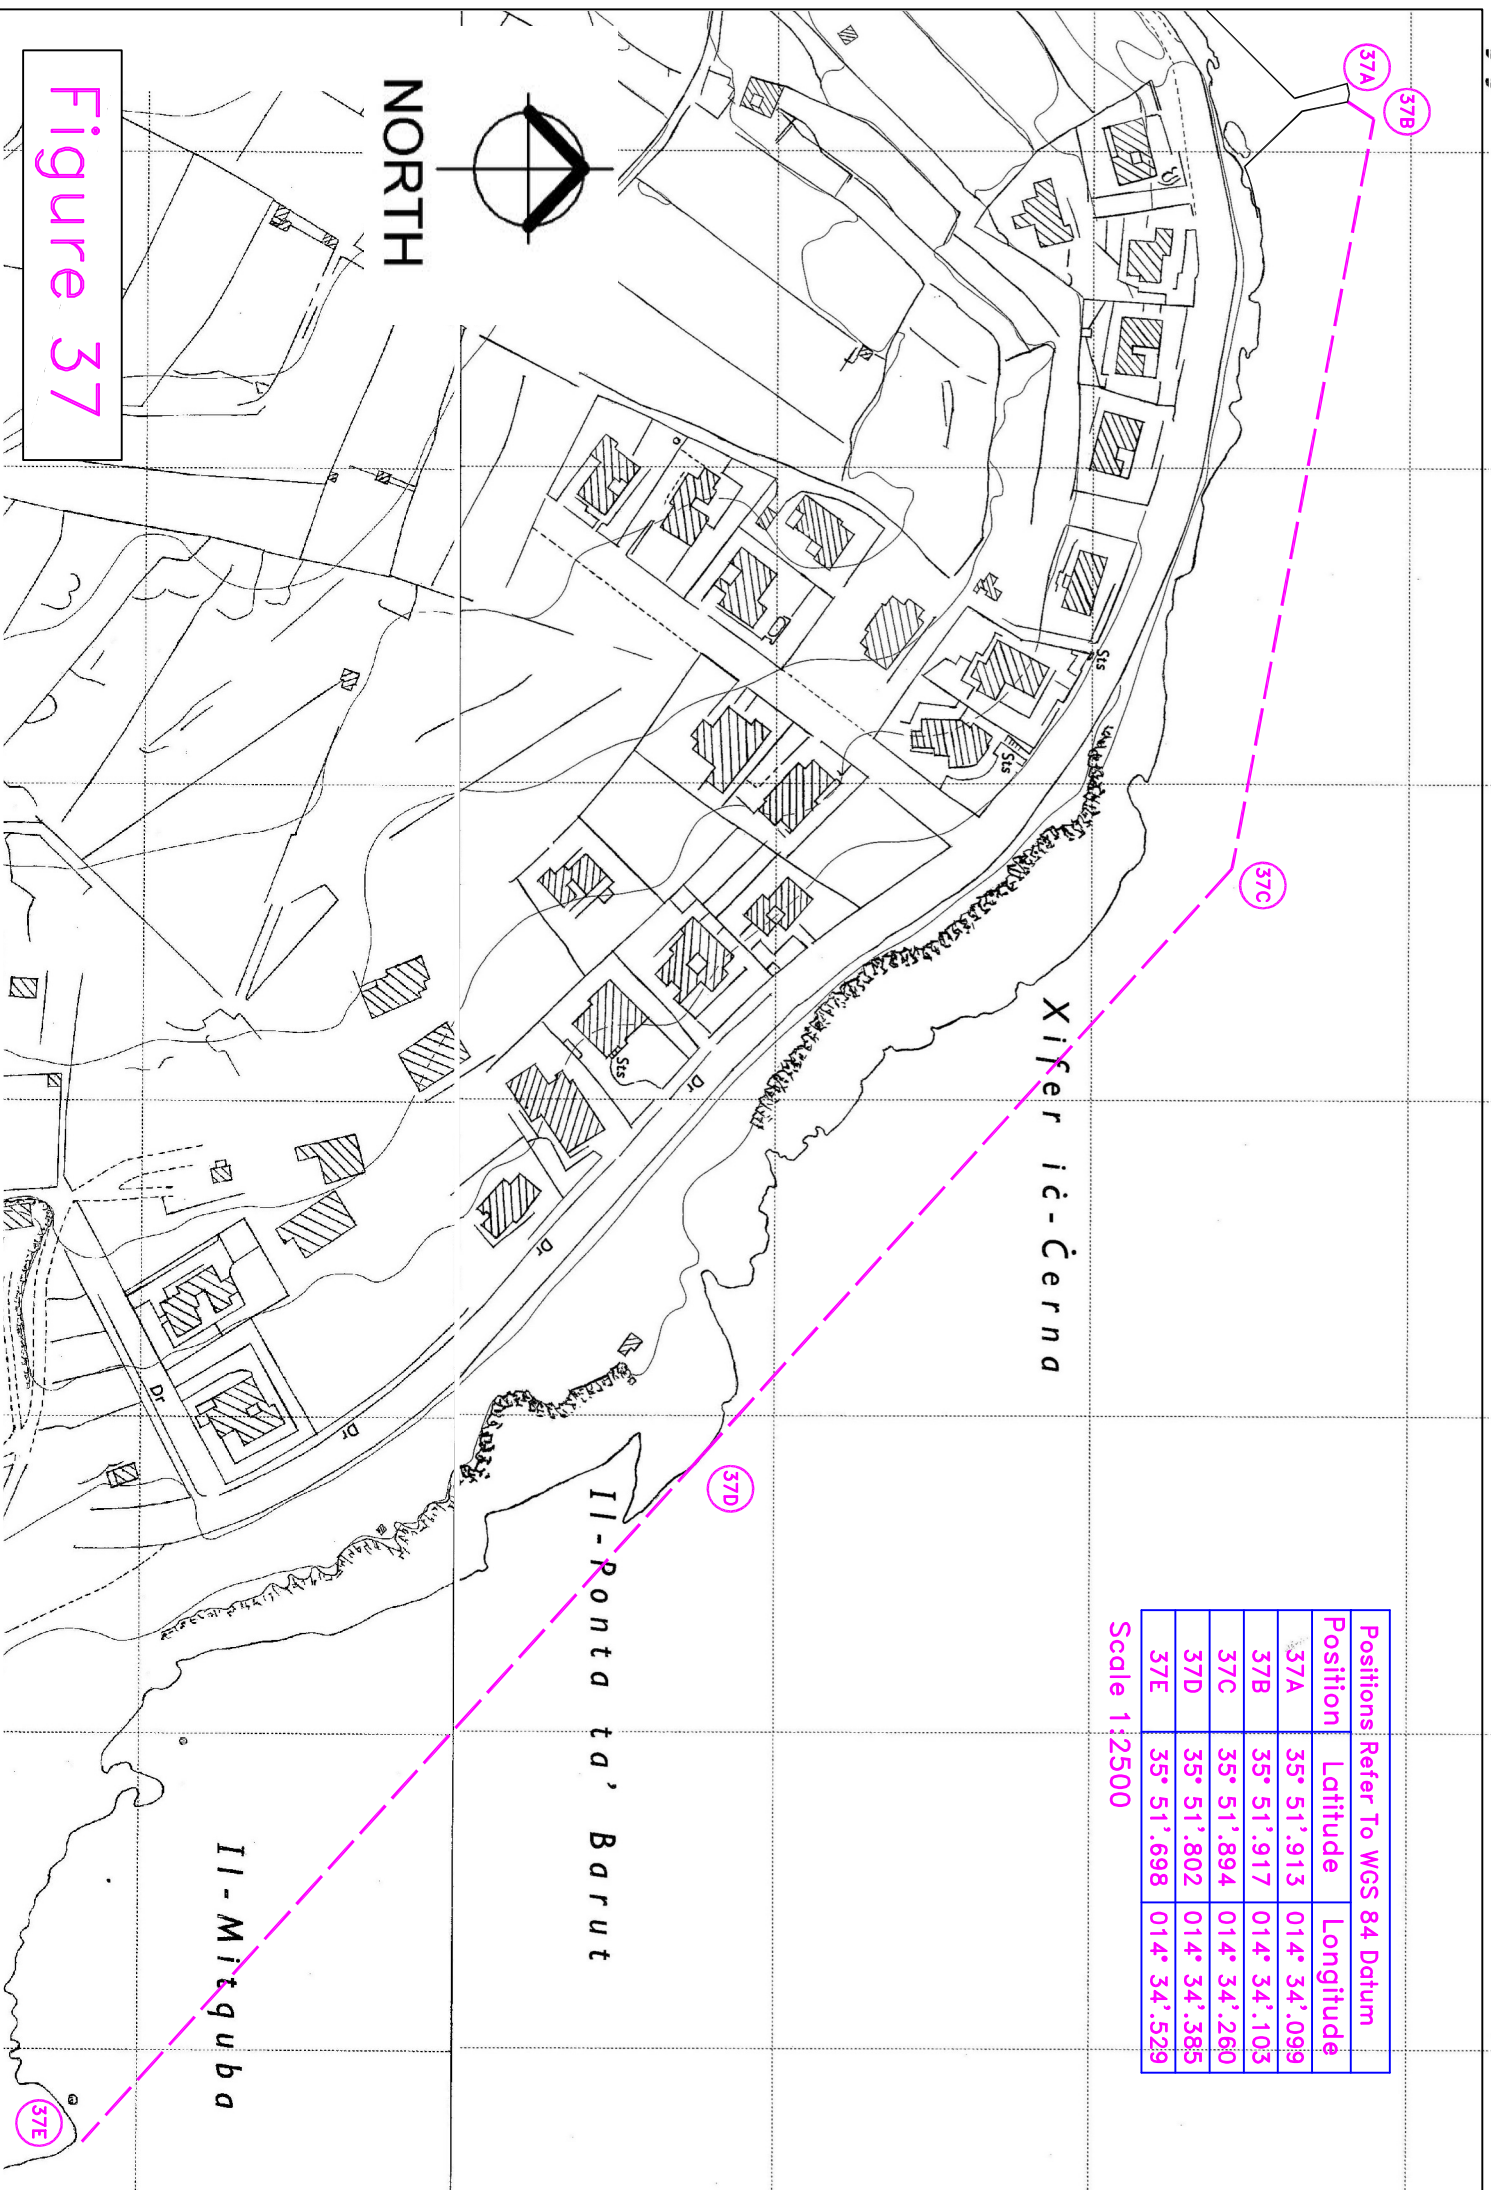 37A
37B
37C
37D
37E
Xifer iċ-Ċerna
Il-Ponta ta' Barut
Il-Mitquba
Sts
Sts
Sts
Dr
Dr
Dr
Dr
NORTH
Figure 37
Positions Refer To WGS 84 Datum
Position Latitude Longitude
37A 35° 51'.913 014° 34'.099
37B 35° 51'.917 014° 34'.103
37C 35° 51'.894 014° 34'.260
37D 35° 51'.802 014° 34'.385
37E 35° 51'.698 014° 34'.529
Scale 1:2500